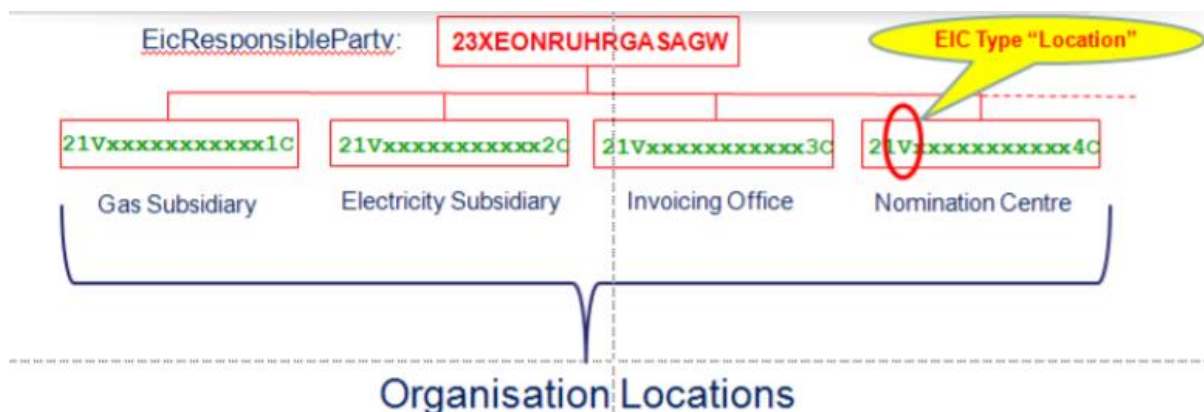 EicResponsibleParty: 23XEONRUHRGASAGW EIC Type "Location"
21Vxxxxxxxxxxx1C 21Vxxxxxxxxxxx2C 21Vxxxxxxxxxxx3C 21Vxxxxxxxxxxx4C
Gas Subsidiary Electricity Subsidiary Invoicing Office Nomination Centre
Organisation Locations